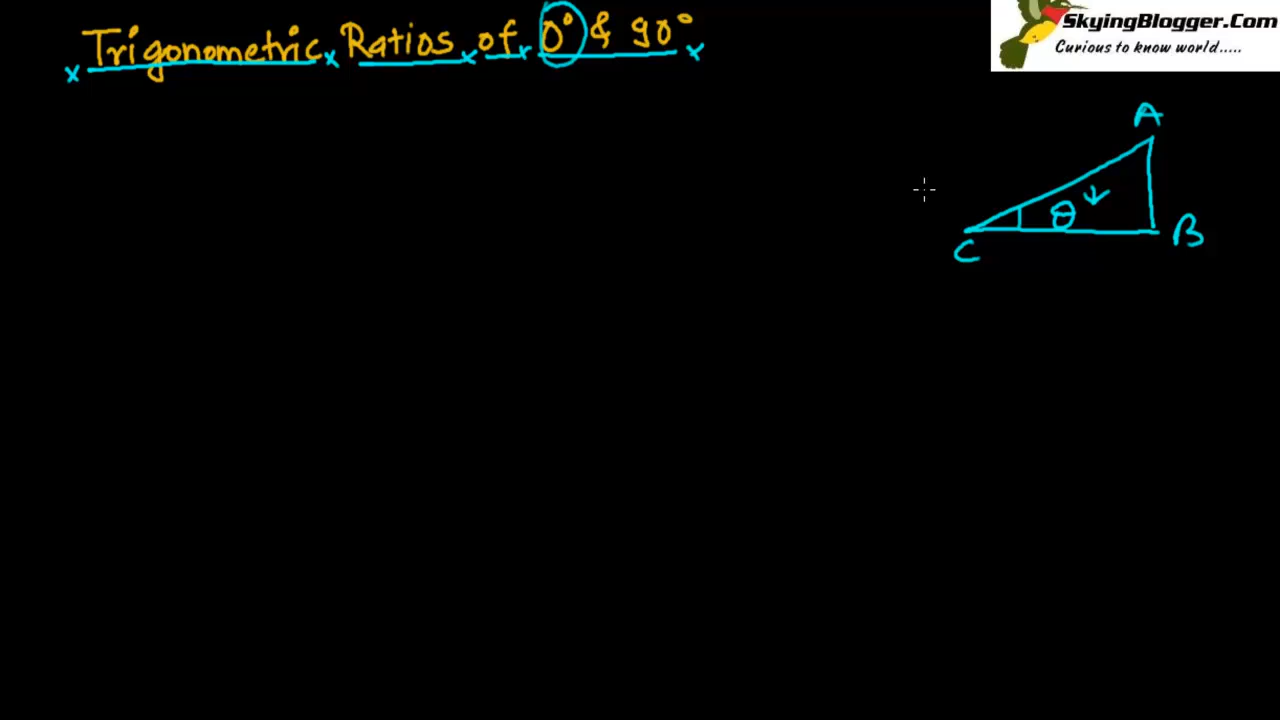 Trigonometric Ratios of 0° & 90°
SkyingBlogger.Com
Curious to know world.....
A
θ
B
C